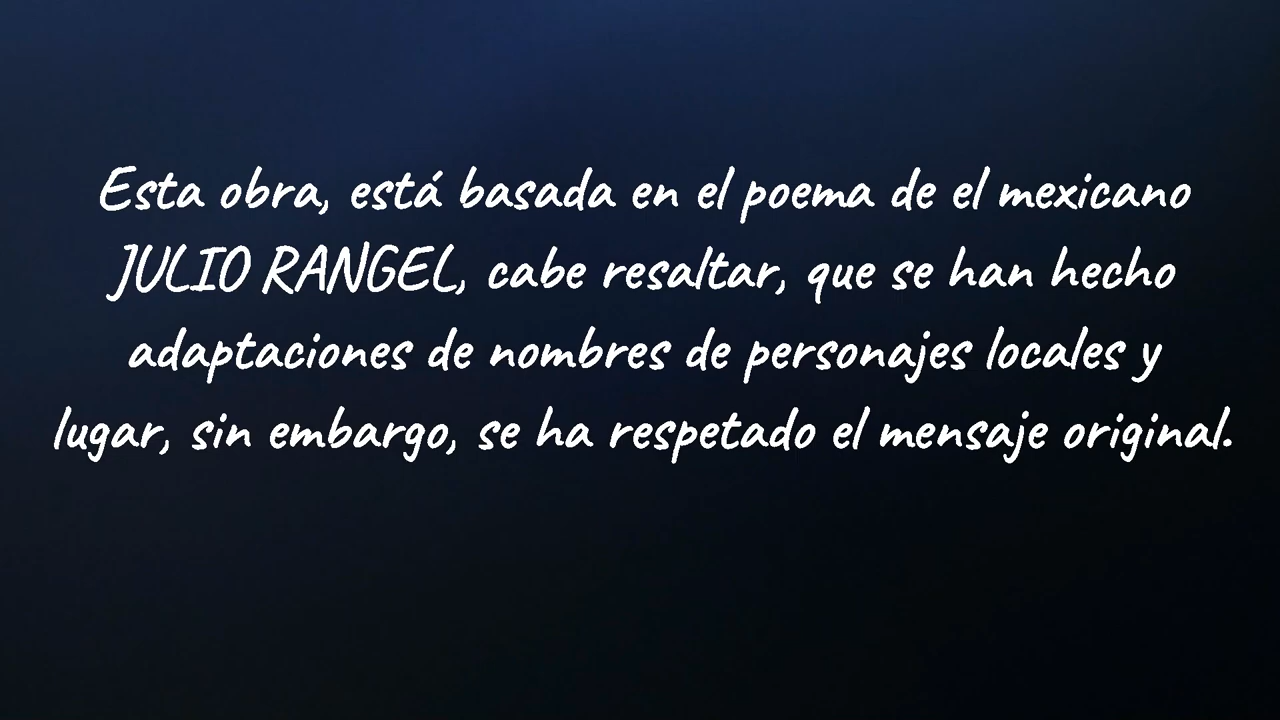 Esta obra, está basada en el poema de el mexicano
JULIO RANGEL, cabe resaltar, que se han hecho
adaptaciones de nombres de personajes locales y
lugar, sin embargo, se ha respetado el mensaje original.